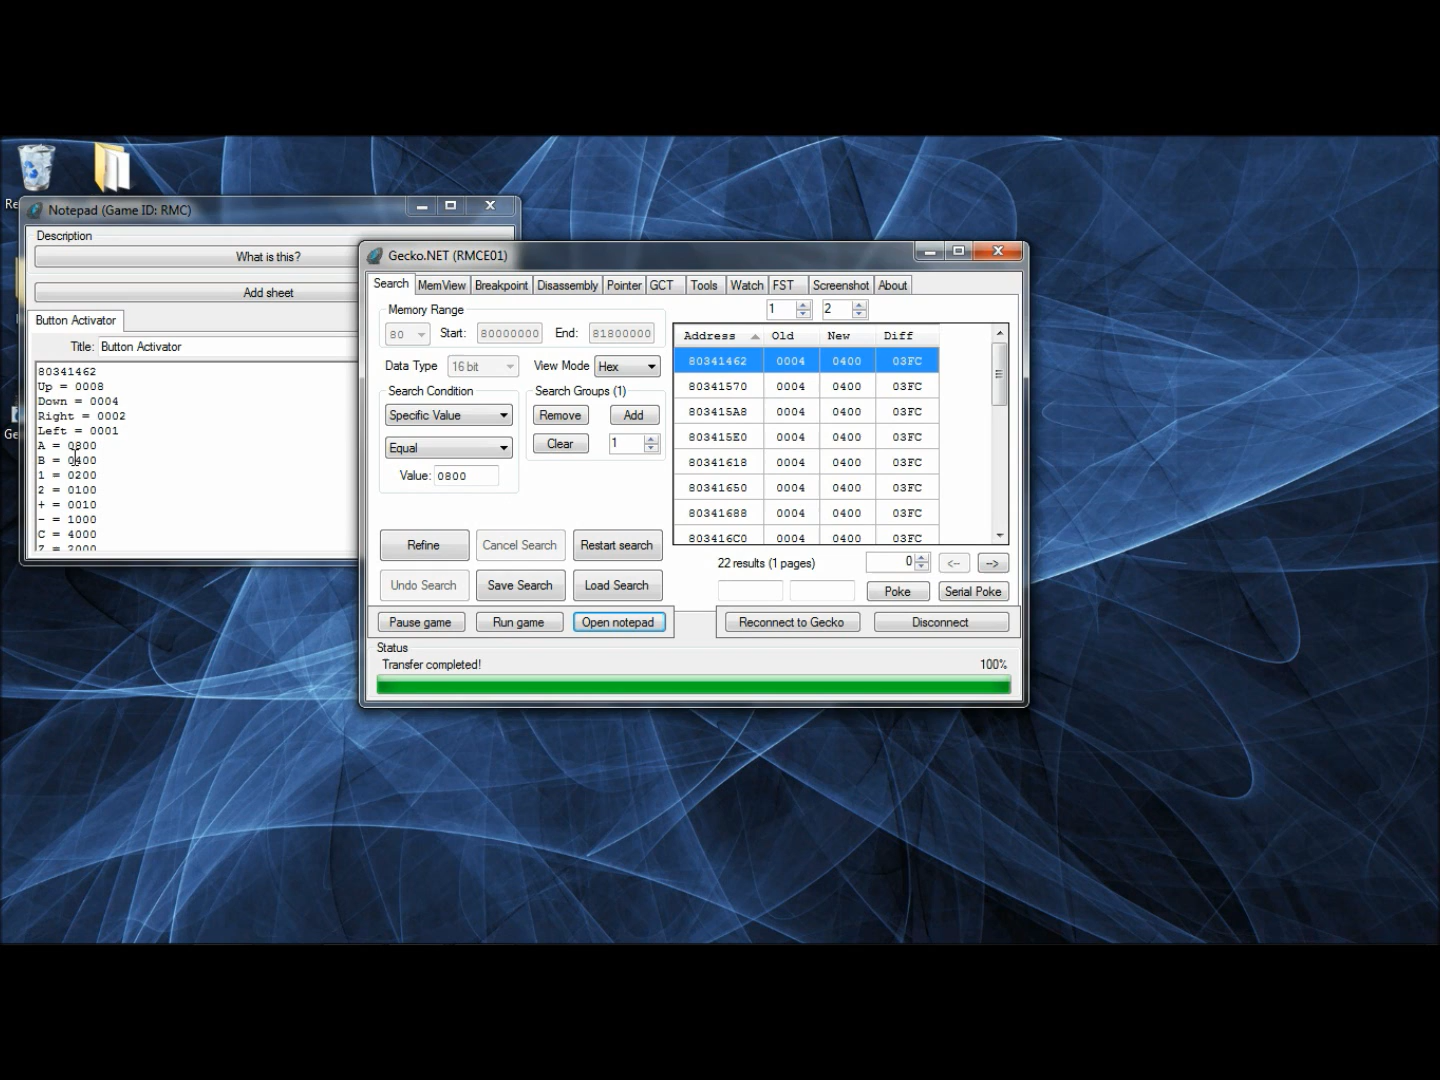 Re
Notepad (Game ID: RMC)
Description
What is this?
Add sheet
Button Activator
Title: Button Activator
80341462
Up = 0008
Down = 0004
Right = 0002
Left = 0001
A = 0800
B = 0400
1 = 0200
2 = 0100
+ = 0010
- = 1000
C = 4000
Z = 2000
Ge
Gecko.NET (RMCE01)
Search MemView Breakpoint Disassembly Pointer GCT Tools Watch FST Screenshot About
Memory Range
80 Start: 80000000 End: 81800000
Data Type 16 bit View Mode Hex
Search Condition
Specific Value
Equal
Value: 0800
Search Groups (1)
Remove Add
Clear 1
Refine Cancel Search Restart search
Undo Search Save Search Load Search
1 2
Address Old New Diff
80341462 0004 0400 03FC
80341570 0004 0400 03FC
803415A8 0004 0400 03FC
803415E0 0004 0400 03FC
80341618 0004 0400 03FC
80341650 0004 0400 03FC
80341688 0004 0400 03FC
803416C0 0004 0400 03FC
22 results (1 pages) 0 <- ->
Poke Serial Poke
Pause game Run game Open notepad Reconnect to Gecko Disconnect
Status
Transfer completed! 100%